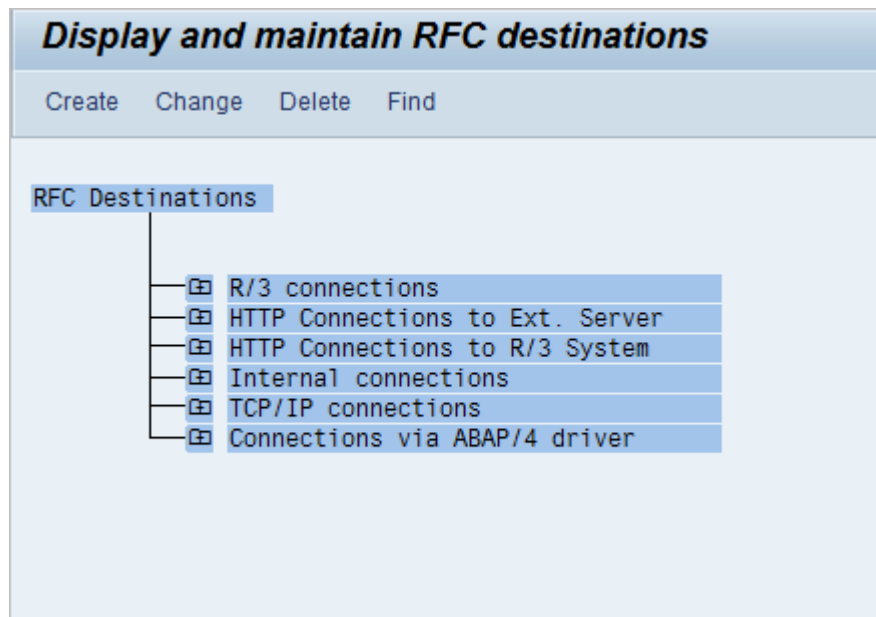 Display and maintain RFC destinations
Create Change Delete Find
RFC Destinations
R/3 connections
HTTP Connections to Ext. Server
HTTP Connections to R/3 System
Internal connections
TCP/IP connections
Connections via ABAP/4 driver